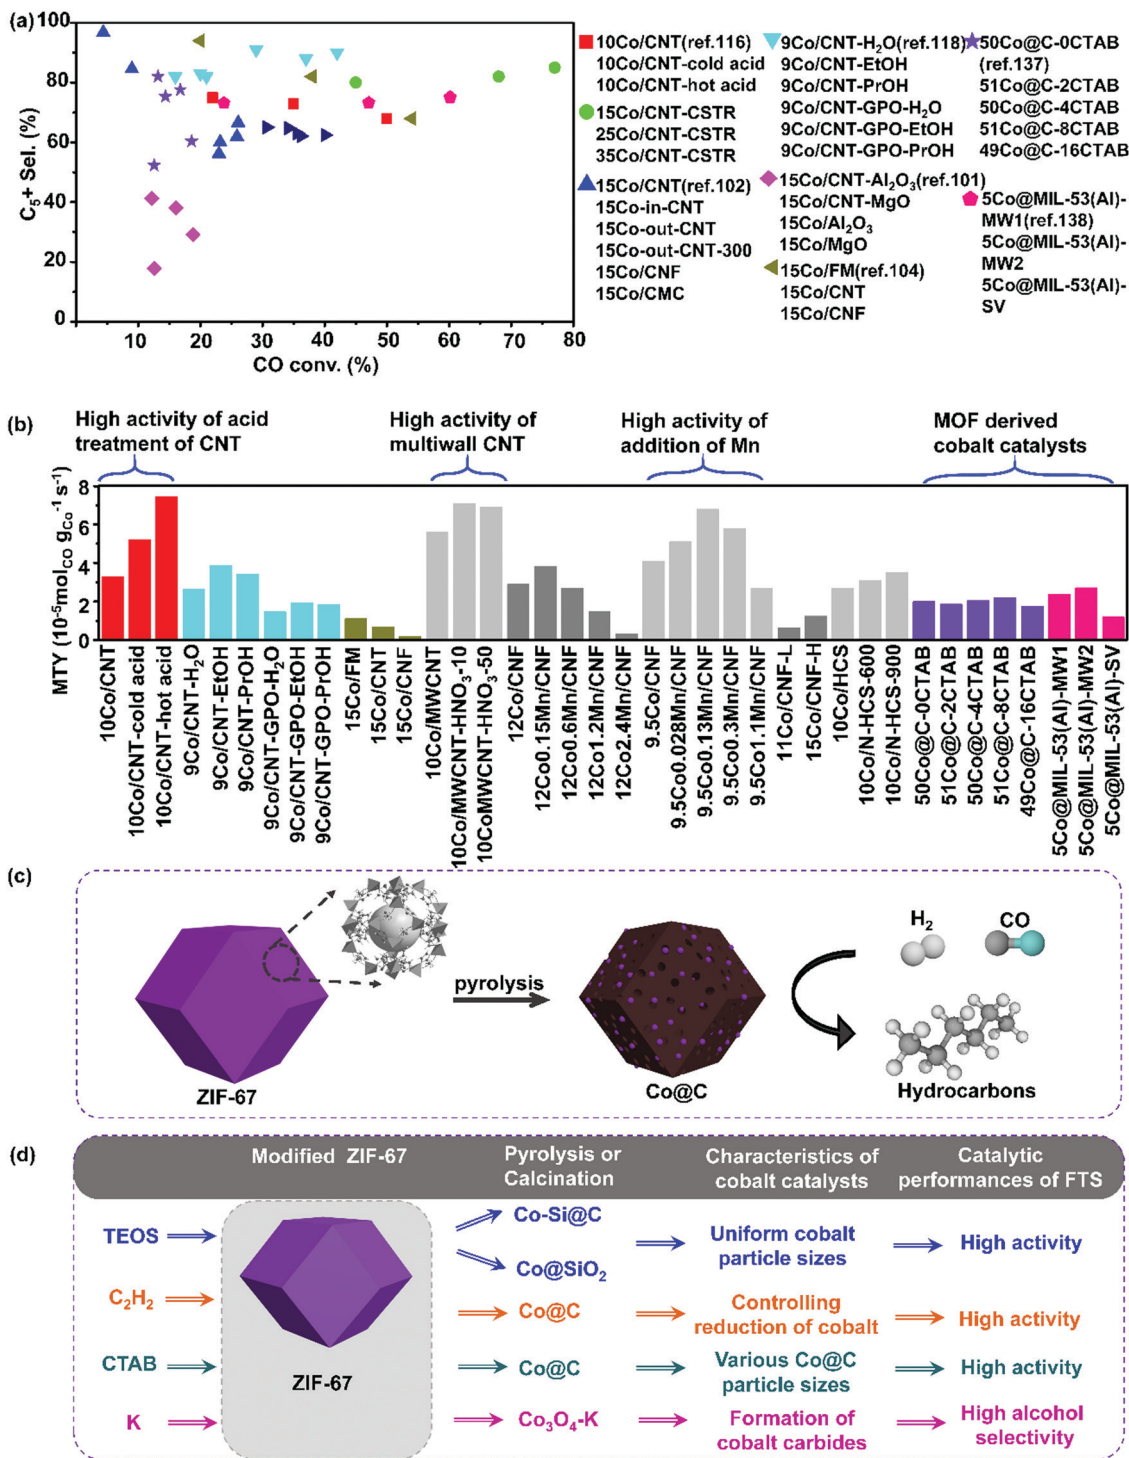 (a)
100
80
60
40
20
0
C₅+ Sel. (%)
0
10
20
30
40
50
60
70
80
CO conv. (%)
10Co/CNT(ref.116)
10Co/CNT-cold acid
10Co/CNT-hot acid
15Co/CNT-CSTR
25Co/CNT-CSTR
35Co/CNT-CSTR
15Co/CNT(ref.102)
15Co-in-CNT
15Co-out-CNT
15Co-out-CNT-300
15Co/CNF
15Co/CMC
9Co/CNT-H₂O(ref.118)
9Co/CNT-EtOH
9Co/CNT-PrOH
9Co/CNT-GPO-H₂O
9Co/CNT-GPO-EtOH
9Co/CNT-GPO-PrOH
15Co/CNT-Al₂O₃(ref.101)
15Co/CNT-MgO
15Co/Al₂O₃
15Co/MgO
15Co/FM(ref.104)
15Co/CNT
15Co/CNF
50Co@C-0CTAB
(ref.137)
51Co@C-2CTAB
50Co@C-4CTAB
51Co@C-8CTAB
49Co@C-16CTAB
5Co@MIL-53(Al)-
MW1(ref.138)
5Co@MIL-53(Al)-
MW2
5Co@MIL-53(Al)-
SV
(b)
High activity of acid
treatment of CNT
High activity of
multiwall CNT
High activity of
addition of Mn
MOF derived
cobalt catalysts
8
6
4
2
0
MTY (10⁻⁵mol_CO g_Co⁻¹ s⁻¹)
10Co/CNT
10Co/CNT-cold acid
10Co/CNT-hot acid
9Co/CNT-H₂O
9Co/CNT-EtOH
9Co/CNT-PrOH
9Co/CNT-GPO-H₂O
9Co/CNT-GPO-EtOH
9Co/CNT-GPO-PrOH
15Co/FM
15Co/CNT
15Co/CNF
10Co/MWCNT
10Co/MWCNT-HNO₃-10
10CoMWCNT-HNO₃-50
12Co/CNF
12Co0.15Mn/CNF
12Co0.6Mn/CNF
12Co1.2Mn/CNF
12Co2.4Mn/CNF
9.5Co/CNF
9.5Co0.028Mn/CNF
9.5Co0.13Mn/CNF
9.5Co0.3Mn/CNF
9.5Co1.1Mn/CNF
11Co/CNF-L
15Co/CNF-H
10Co/HCS
10Co/N-HCS-600
10Co/N-HCS-900
50Co@C-0CTAB
51Co@C-2CTAB
50Co@C-4CTAB
51Co@C-8CTAB
49Co@C-16CTAB
5Co@MIL-53(Al)-MW1
5Co@MIL-53(Al)-MW2
5Co@MIL-53(Al)-SV
(c)
ZIF-67
pyrolysis
Co@C
H₂
CO
Hydrocarbons
(d)
Modified ZIF-67
Pyrolysis or
Calcination
Characteristics of
cobalt catalysts
Catalytic
performances of FTS
TEOS
Co-Si@C
Co@SiO₂
Uniform cobalt
particle sizes
High activity
C₂H₂
Co@C
Controlling
reduction of cobalt
High activity
CTAB
Co@C
Various Co@C
particle sizes
High activity
K
Co₃O₄-K
Formation of
cobalt carbides
High alcohol
selectivity
ZIF-67